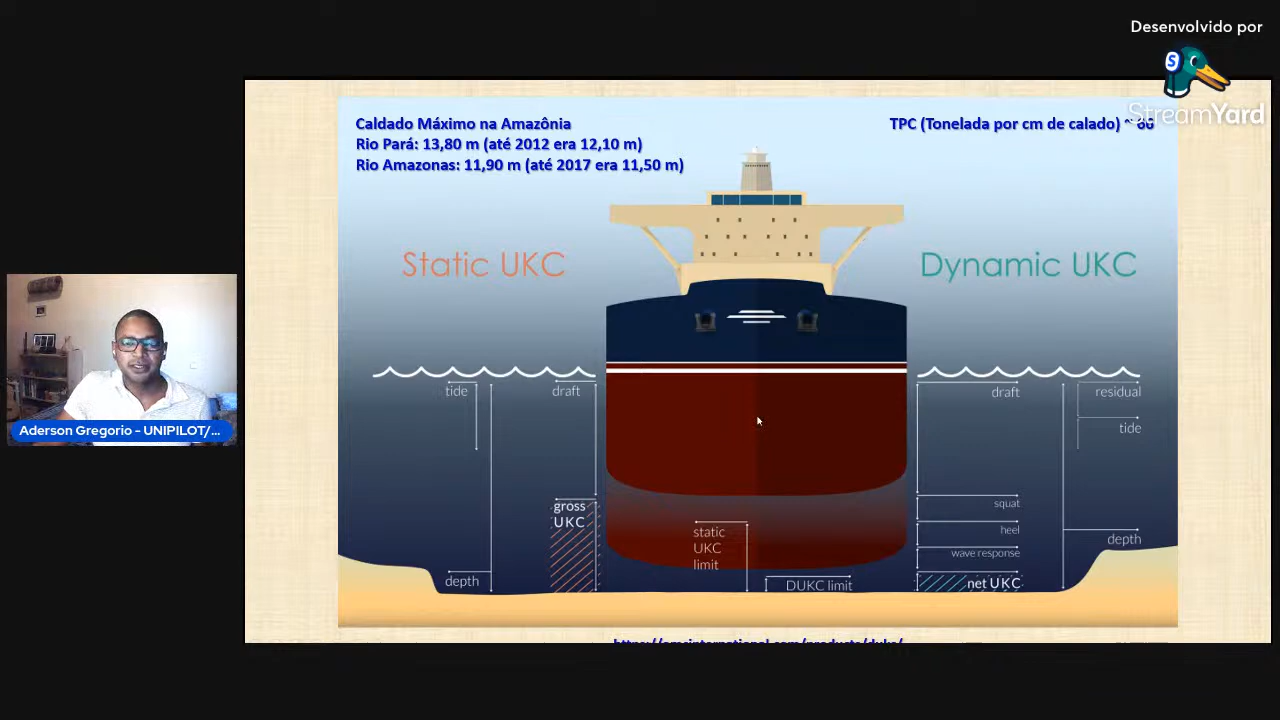 Desenvolvido por
StreamYard
Caldado Máximo na Amazônia
Rio Pará: 13,80 m (até 2012 era 12,10 m)
Rio Amazonas: 11,90 m (até 2017 era 11,50 m)
TPC (Tonelada por cm de calado) ~ 66
Static UKC
Dynamic UKC
tide
draft
draft
residual
tide
gross
UKC
static
UKC
limit
squat
heel
wave response
depth
depth
DUKC limit
net UKC
Aderson Gregorio - UNIPILOT/...